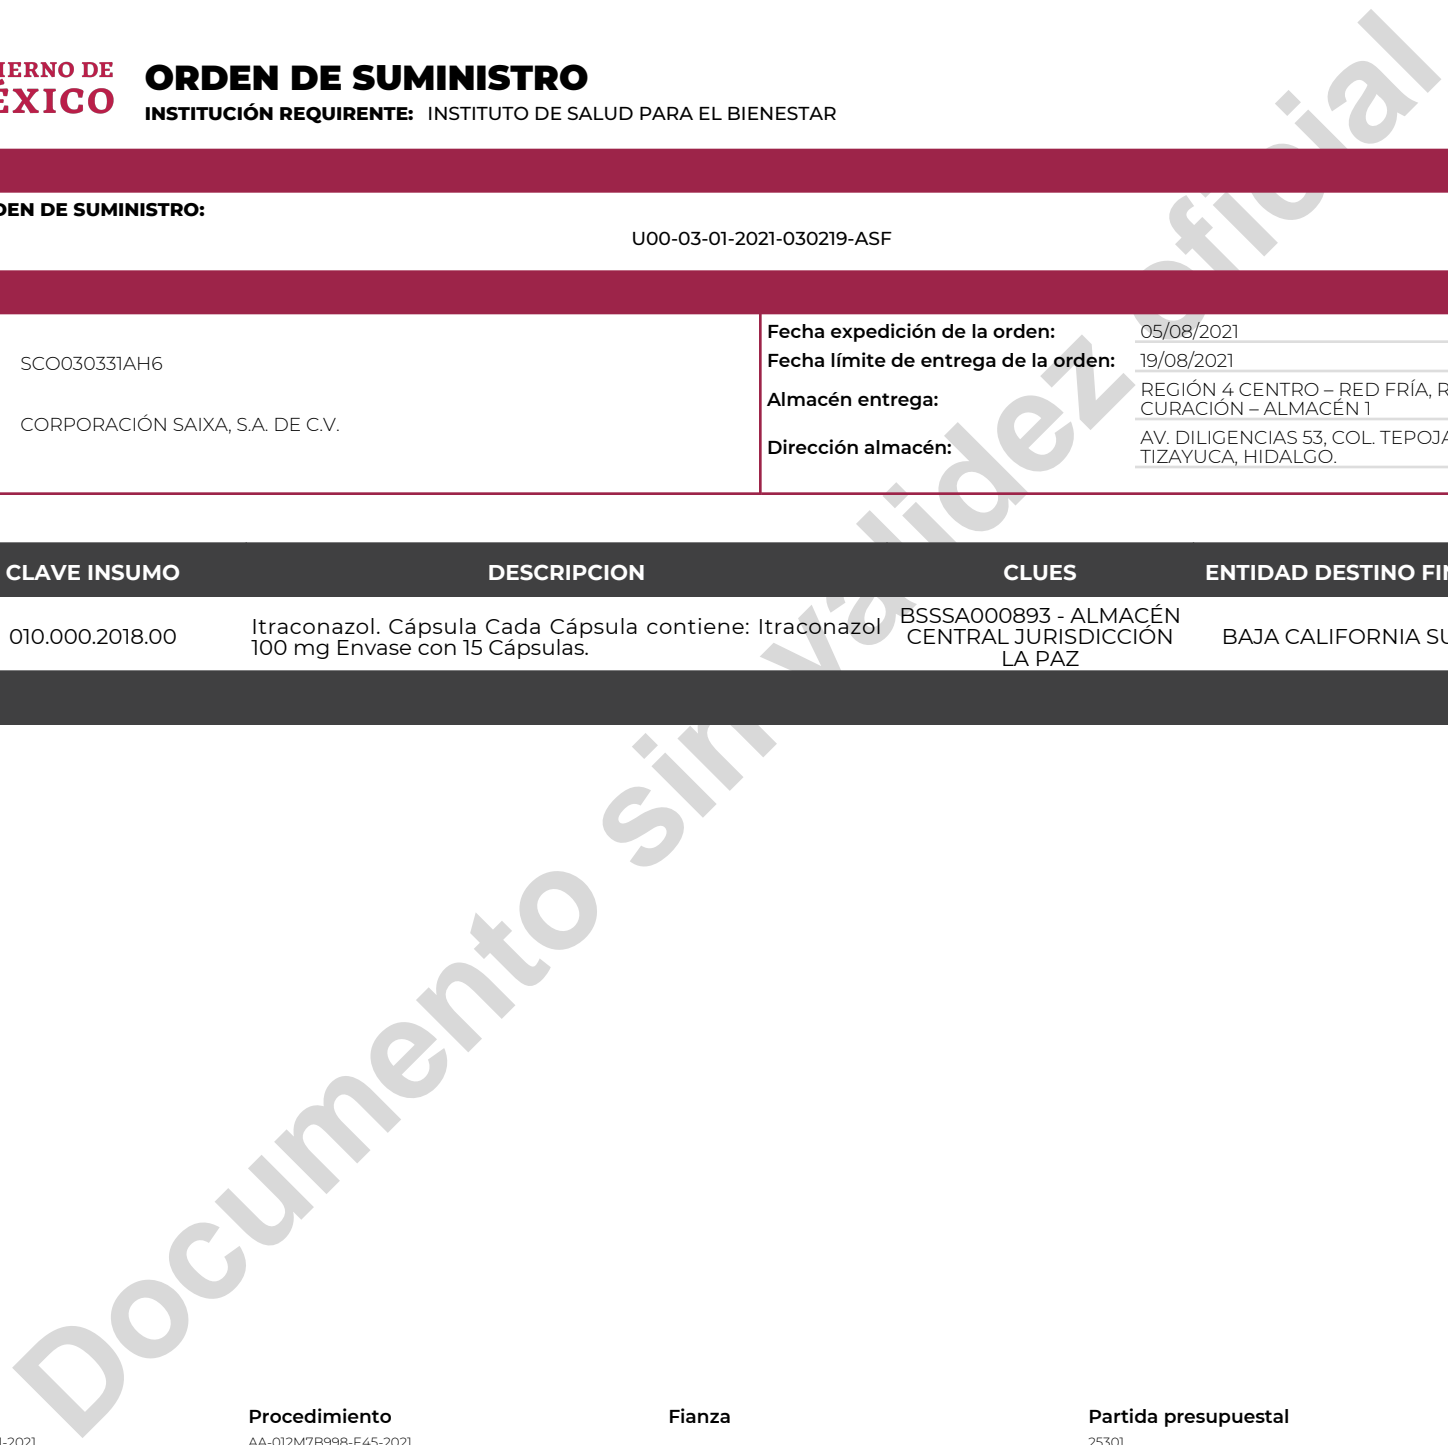 IERNO DE
ÉXICO
ORDEN DE SUMINISTRO
INSTITUCIÓN REQUIRENTE: INSTITUTO DE SALUD PARA EL BIENESTAR
DEN DE SUMINISTRO:
U00-03-01-2021-030219-ASF
SCO030331AH6
CORPORACIÓN SAIXA, S.A. DE C.V.
Fecha expedición de la orden: 05/08/2021
Fecha límite de entrega de la orden: 19/08/2021
Almacén entrega: REGIÓN 4 CENTRO – RED FRÍA, R
CURACIÓN – ALMACÉN 1
Dirección almacén: AV. DILIGENCIAS 53, COL. TEPOJA
TIZAYUCA, HIDALGO.
CLAVE INSUMO DESCRIPCION CLUES ENTIDAD DESTINO FIN
010.000.2018.00
Itraconazol. Cápsula Cada Cápsula contiene: Itraconazol
100 mg Envase con 15 Cápsulas.
BSSSA000893 - ALMACÉN
CENTRAL JURISDICCIÓN
LA PAZ
BAJA CALIFORNIA SU
Documento sin validez oficial
Procedimiento Fianza Partida presupuestal
-2021 AA-012M7B998-E45-2021 25301